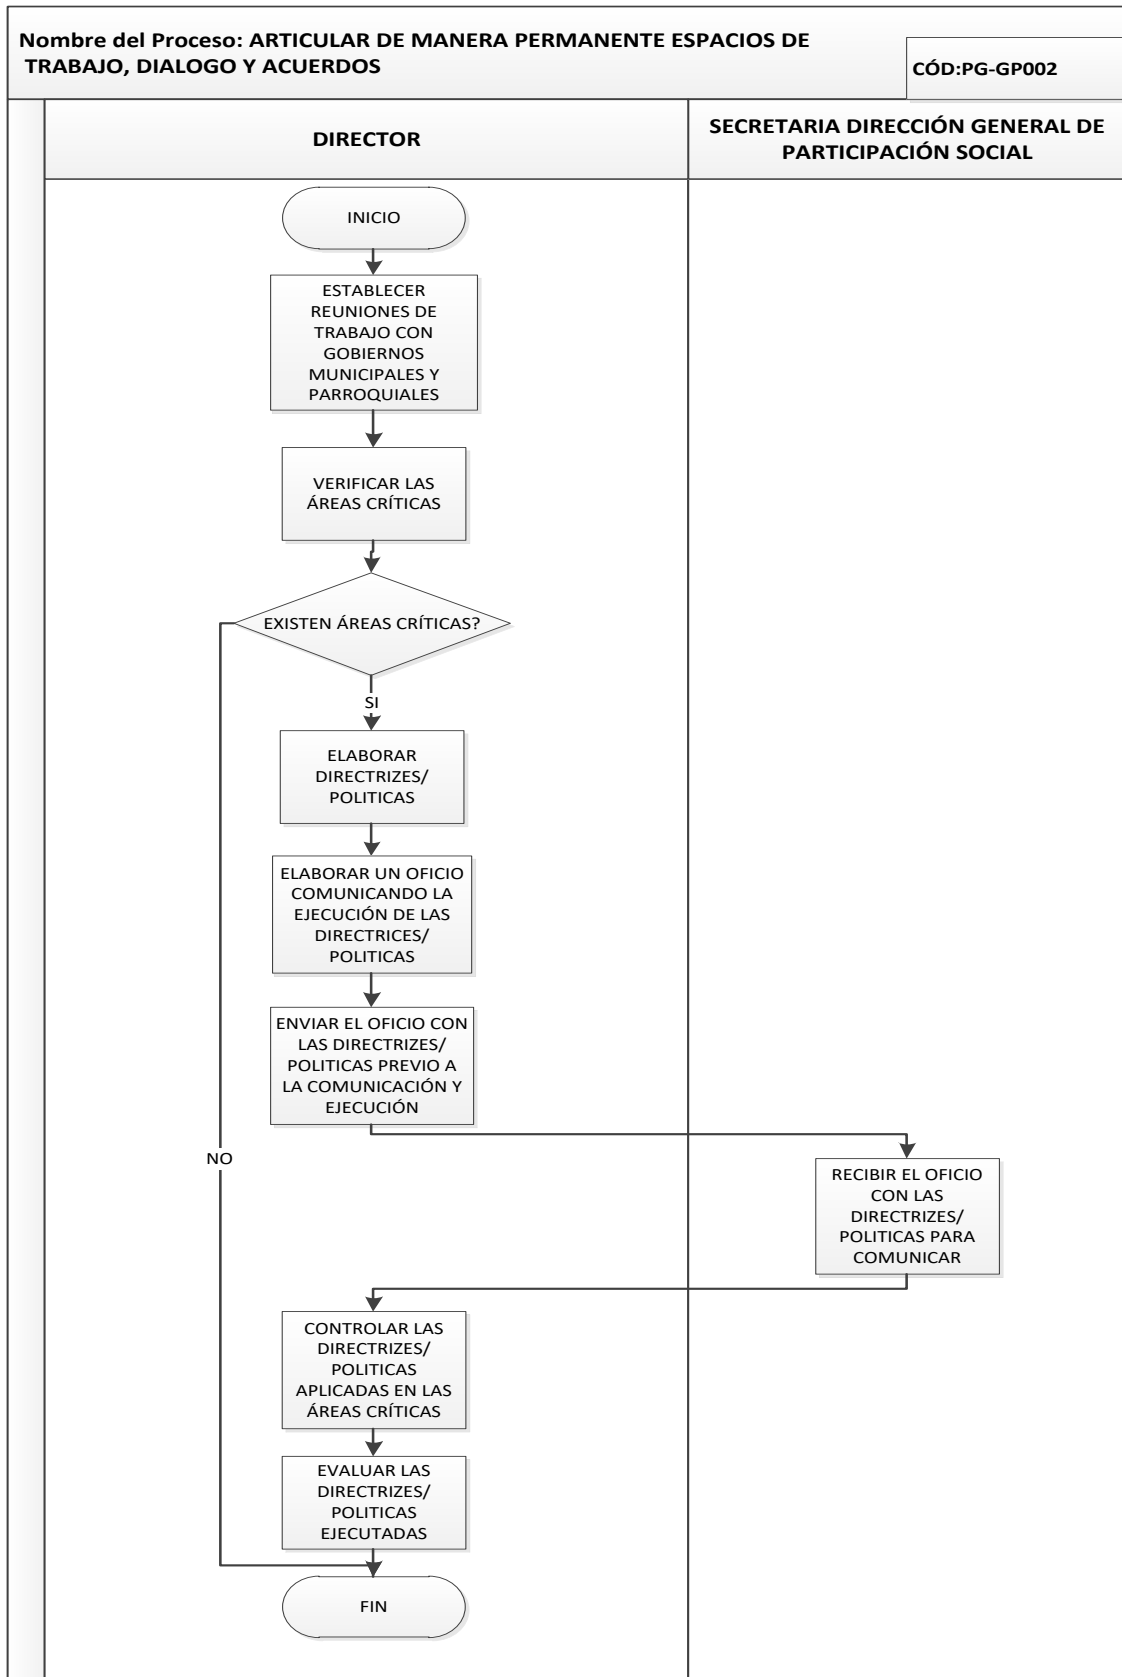 Nombre del Proceso: ARTICULAR DE MANERA PERMANENTE ESPACIOS DE
TRABAJO, DIALOGO Y ACUERDOS
CÓD:PG-GP002
DIRECTOR
SECRETARIA DIRECCIÓN GENERAL DE
PARTICIPACIÓN SOCIAL
INICIO
ESTABLECER
REUNIONES DE
TRABAJO CON
GOBIERNOS
MUNICIPALES Y
PARROQUIALES
VERIFICAR LAS
ÁREAS CRÍTICAS
EXISTEN ÁREAS CRÍTICAS?
SI
ELABORAR
DIRECTRIZES/
POLITICAS
ELABORAR UN OFICIO
COMUNICANDO LA
EJECUCIÓN DE LAS
DIRECTRICES/
POLITICAS
ENVIAR EL OFICIO CON
LAS DIRECTRIZES/
POLITICAS PREVIO A
LA COMUNICACIÓN Y
EJECUCIÓN
NO
RECIBIR EL OFICIO
CON LAS
DIRECTRIZES/
POLITICAS PARA
COMUNICAR
CONTROLAR LAS
DIRECTRIZES/
POLITICAS
APLICADAS EN LAS
ÁREAS CRÍTICAS
EVALUAR LAS
DIRECTRIZES/
POLITICAS
EJECUTADAS
FIN